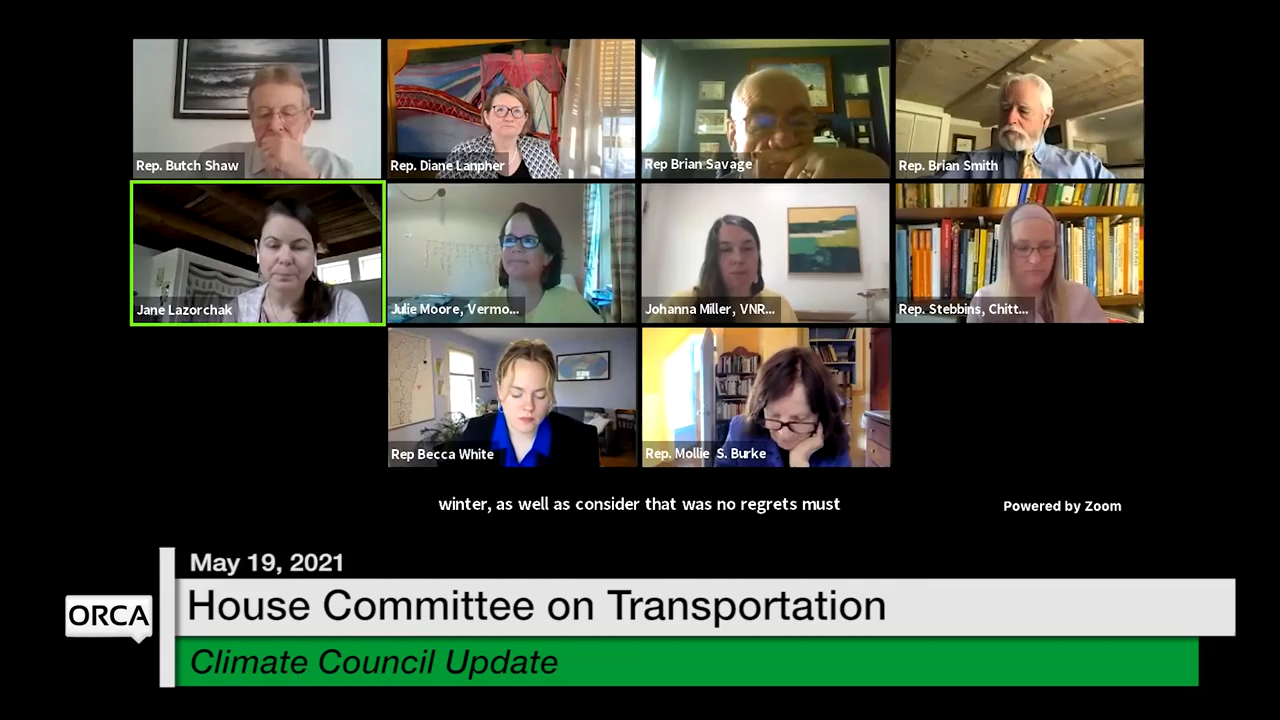 Rep. Butch Shaw
Rep. Diane Lanpher
Rep Brian Savage
Rep. Brian Smith
Jane Lazorchak
Julie Moore, Vermo...
Johanna Miller, VNR...
Rep. Stebbins, Chitt...
Rep Becca White
Rep. Mollie S. Burke
winter, as well as consider that was no regrets must
Powered by Zoom
May 19, 2021
ORCA
House Committee on Transportation
Climate Council Update